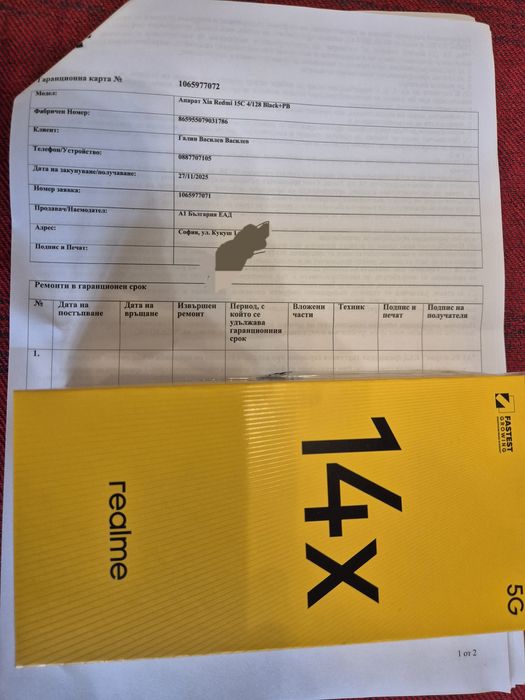 Гаранционна карта №
1065977072
Модел:
Апарат Xia Redmi 15C 4/128 Black+PB
Фабричен Номер:
865955079031786
Клиент:
Галин Василев Василев
Телефон/Устройство:
0887707105
Дата на закупуване/получаване:
27/11/2025
Номер заявка:
1065977071
Продавач/Наемодател:
А1 България ЕАД
Адрес:
София, ул. Кукуш
Подпис и Печат:
Ремонти в гаранционен срок
№
Дата на
постъпване
Дата на
връщане
Извършен
ремонт
Период, с
който се
удължава
гаранционния
срок
Вложени
части
Техник
Подпис и
печат
Подпис на
получателя
1.
FASTEST
GROWING
14x
realme
5G
1 от 2